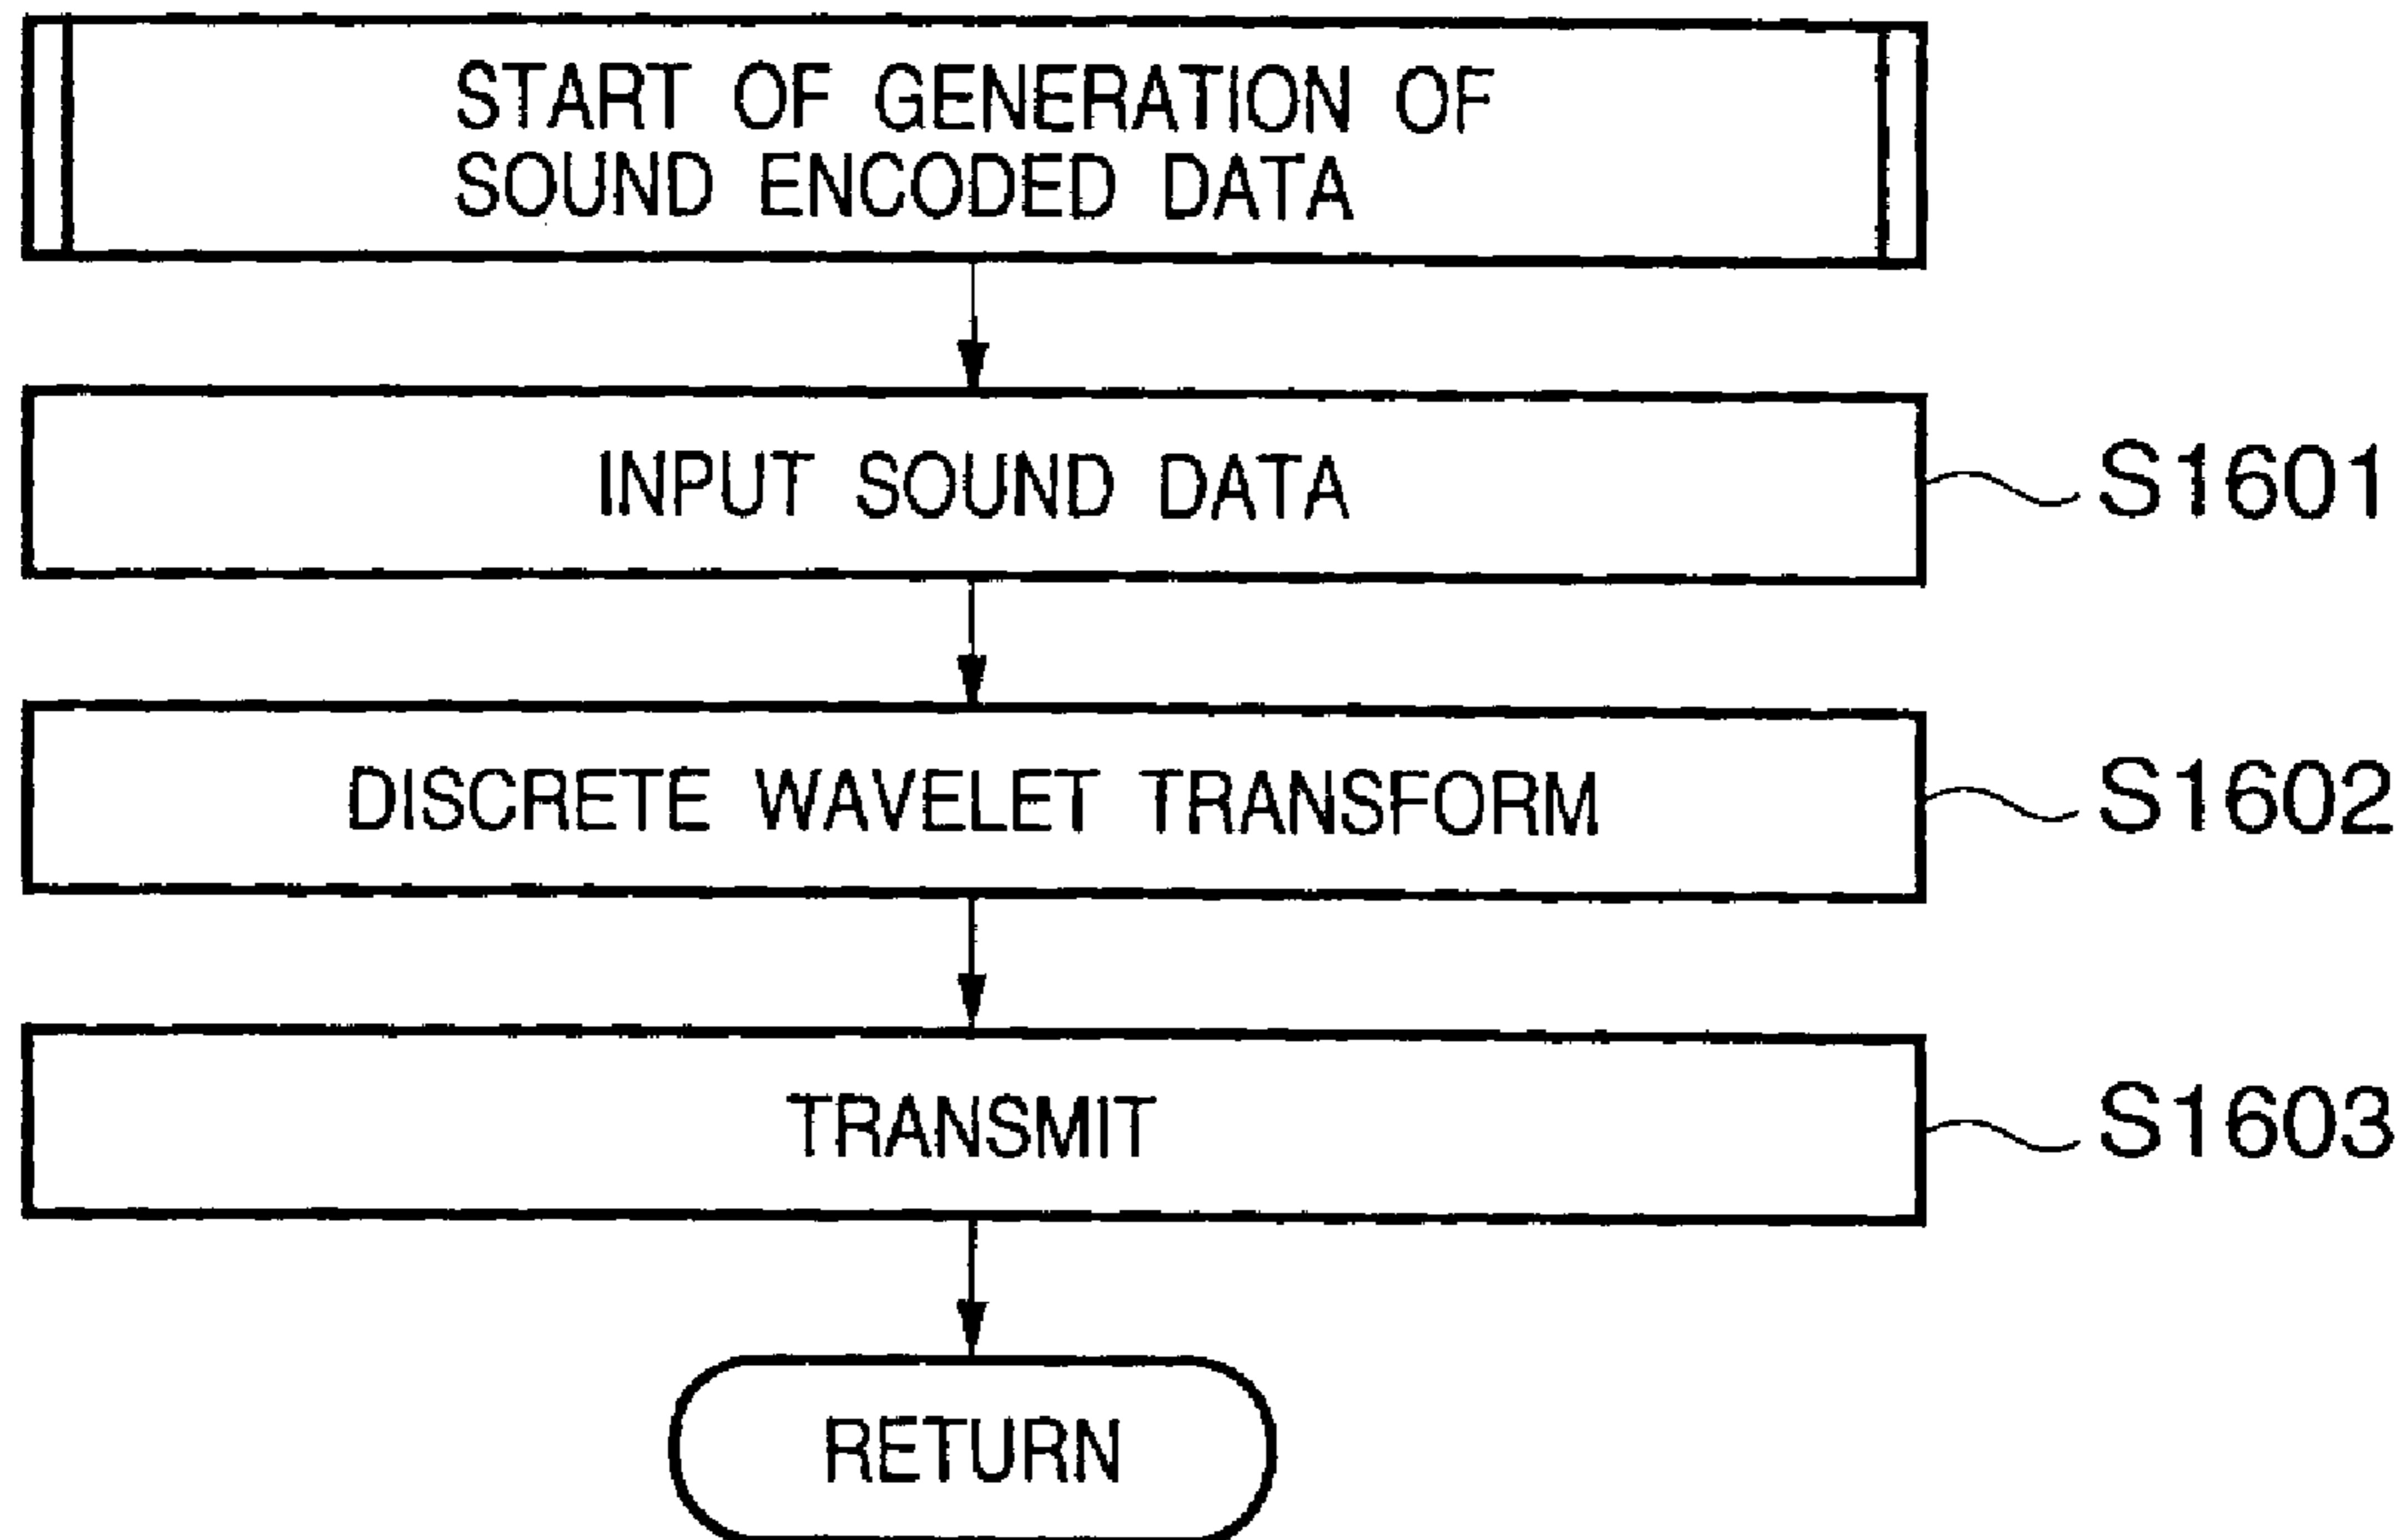 START OF GENERATION OF
SOUND ENCODED DATA
INPUT SOUND DATA
S1601
DISCRETE WAVELET TRANSFORM
S1602
TRANSMIT
S1603
RETURN